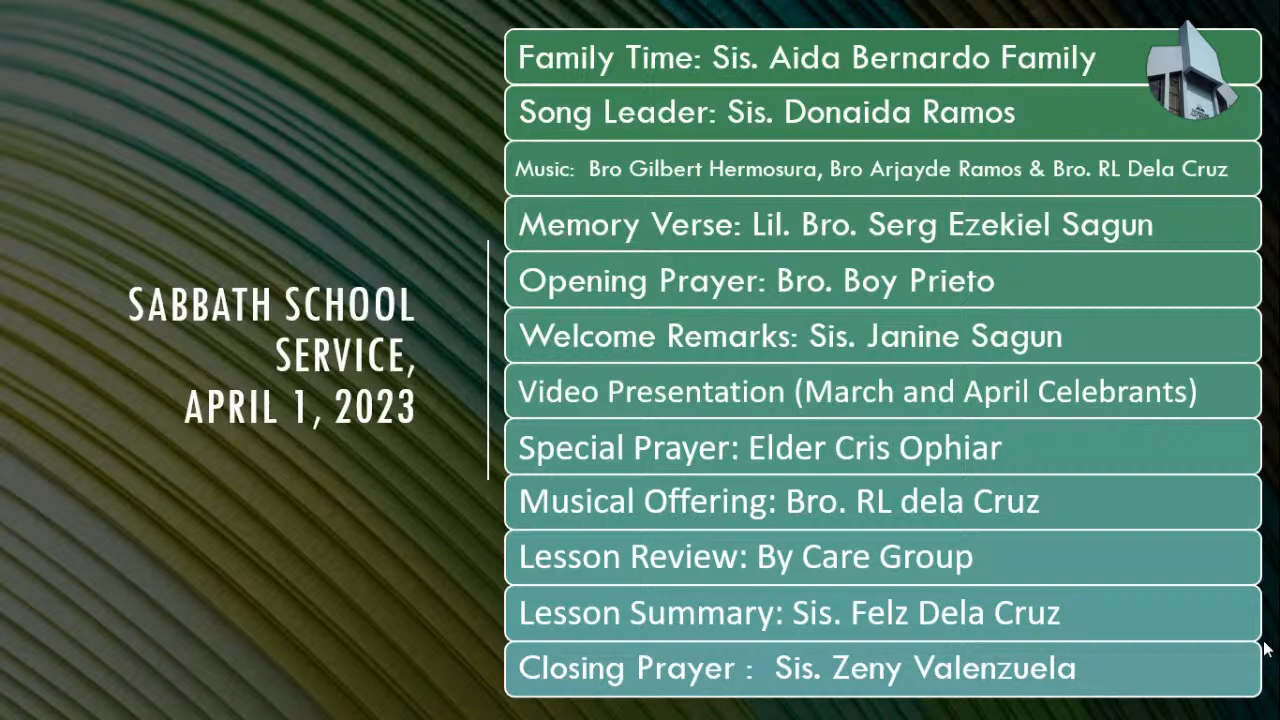 SABBATH SCHOOL
SERVICE,
APRIL 1, 2023
Family Time: Sis. Aida Bernardo Family
Song Leader: Sis. Donaida Ramos
Music:  Bro Gilbert Hermosura, Bro Arjayde Ramos & Bro. RL Dela Cruz
Memory Verse: Lil. Bro. Serg Ezekiel Sagun
Opening Prayer: Bro. Boy Prieto
Welcome Remarks: Sis. Janine Sagun
Video Presentation (March and April Celebrants)
Special Prayer: Elder Cris Ophiar
Musical Offering: Bro. RL dela Cruz
Lesson Review: By Care Group
Lesson Summary: Sis. Felz Dela Cruz
Closing Prayer :  Sis. Zeny Valenzuela